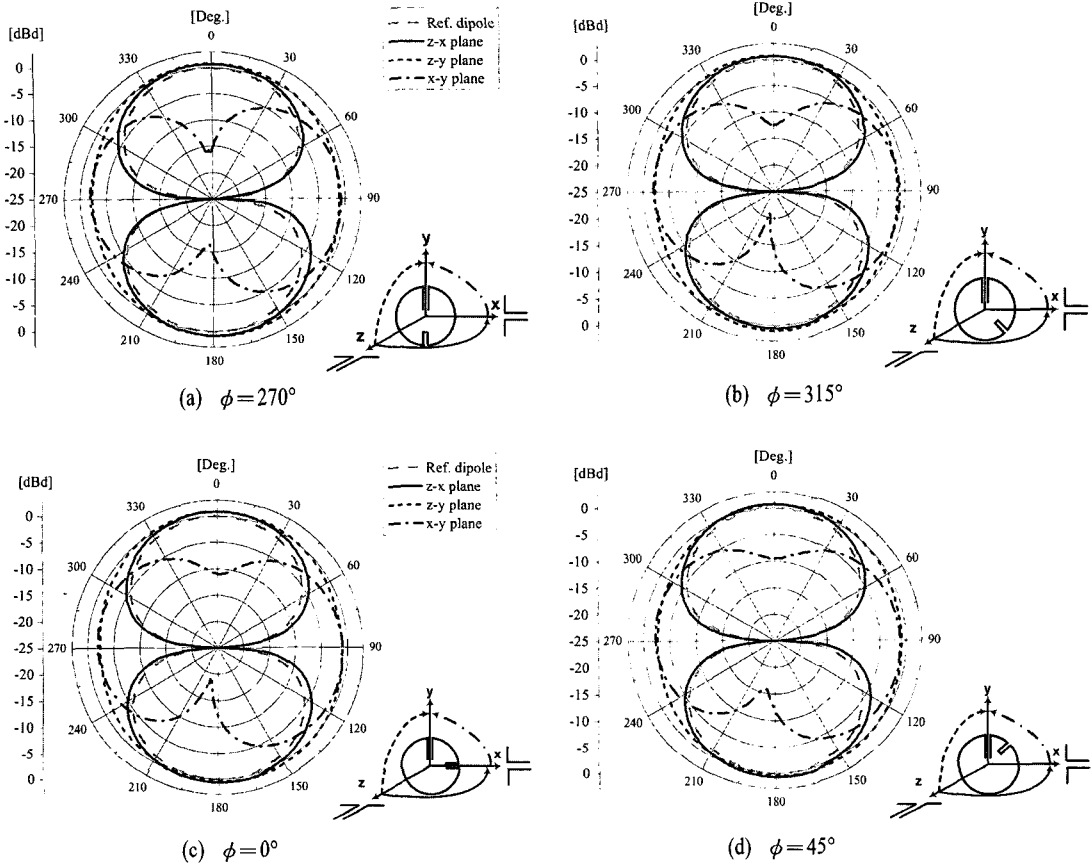 [Deg.]
[dBd]
0
330
30
300
60
270
90
240
120
210
150
180
0
-5
-10
-15
-20
-25
-20
-15
-10
-5
0
Ref. dipole
z-x plane
z-y plane
x-y plane
y
x
z
(a) ϕ=270°
[Deg.]
[dBd]
0
330
30
300
60
270
90
240
120
210
150
180
0
-5
-10
-15
-20
-25
-20
-15
-10
-5
0
y
x
z
(b) ϕ=315°
[Deg.]
[dBd]
0
330
30
300
60
270
90
240
120
210
150
180
0
-5
-10
-15
-20
-25
-20
-15
-10
-5
0
Ref. dipole
z-x plane
z-y plane
x-y plane
y
x
z
(c) ϕ=0°
[Deg.]
[dBd]
0
330
30
300
60
270
90
240
120
210
150
180
0
-5
-10
-15
-20
-25
-20
-15
-10
-5
0
y
x
z
(d) ϕ=45°